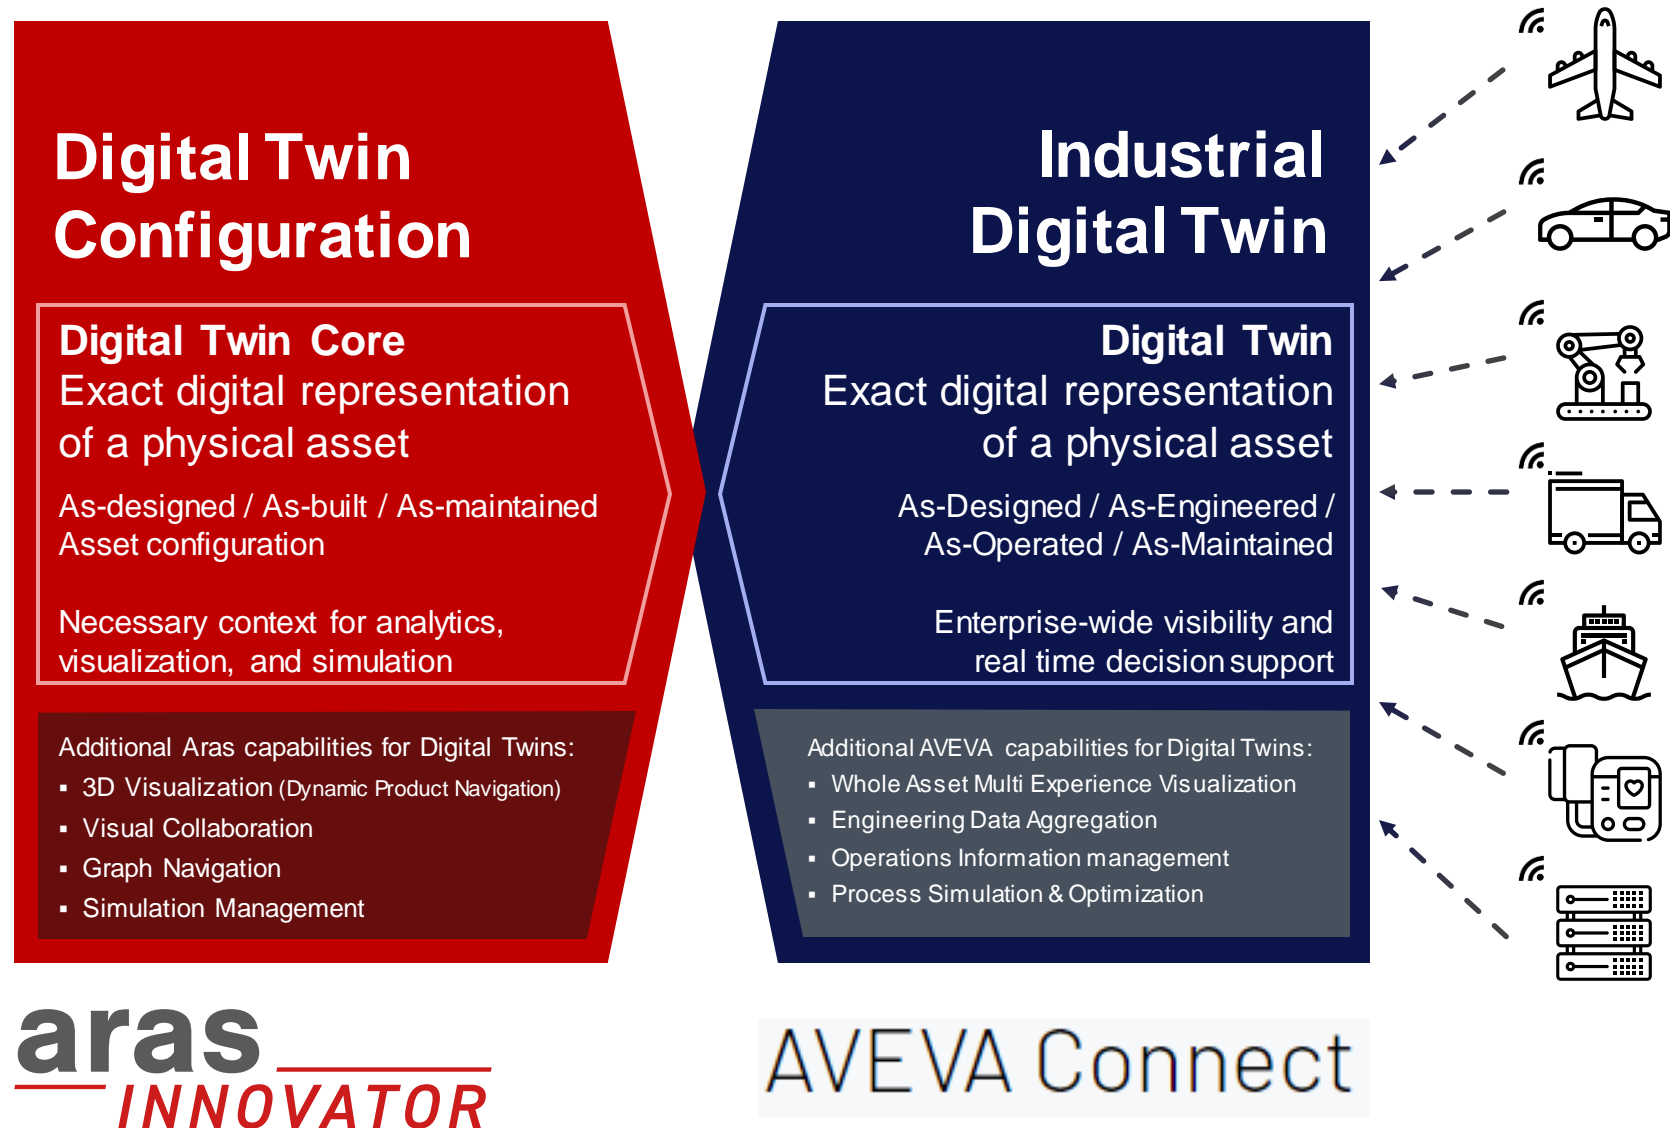 Digital Twin
Configuration
Digital Twin Core
Exact digital representation
of a physical asset
As-designed / As-built / As-maintained
Asset configuration
Necessary context for analytics,
visualization, and simulation
Additional Aras capabilities for Digital Twins:
▪ 3D Visualization (Dynamic Product Navigation)
▪ Visual Collaboration
▪ Graph Navigation
▪ Simulation Management
aras
INNOVATOR
Industrial
Digital Twin
Digital Twin
Exact digital representation
of a physical asset
As-Designed / As-Engineered /
As-Operated / As-Maintained
Enterprise-wide visibility and
real time decision support
Additional AVEVA capabilities for Digital Twins:
▪ Whole Asset Multi Experience Visualization
▪ Engineering Data Aggregation
▪ Operations Information management
▪ Process Simulation & Optimization
AVEVA Connect